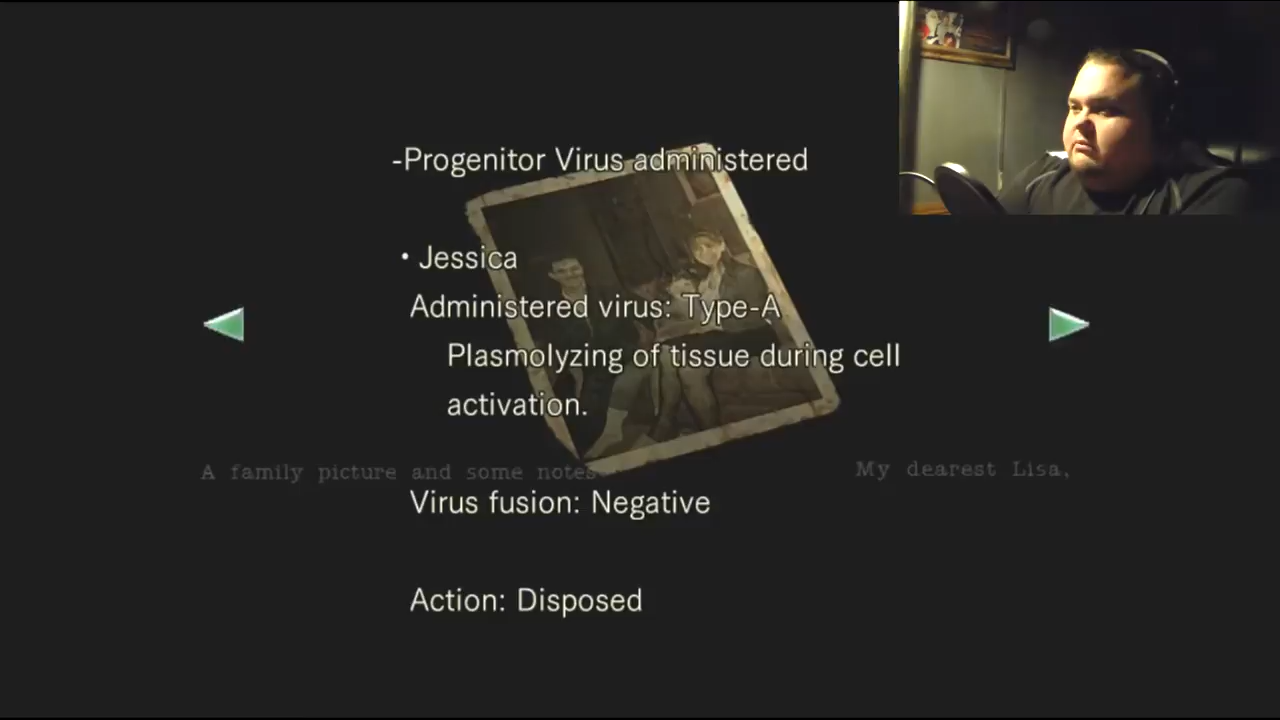 -Progenitor Virus administered
• Jessica
Administered virus: Type-A
Plasmolyzing of tissue during cell
activation.
A family picture and some notes
My dearest Lisa,
Virus fusion: Negative
Action: Disposed